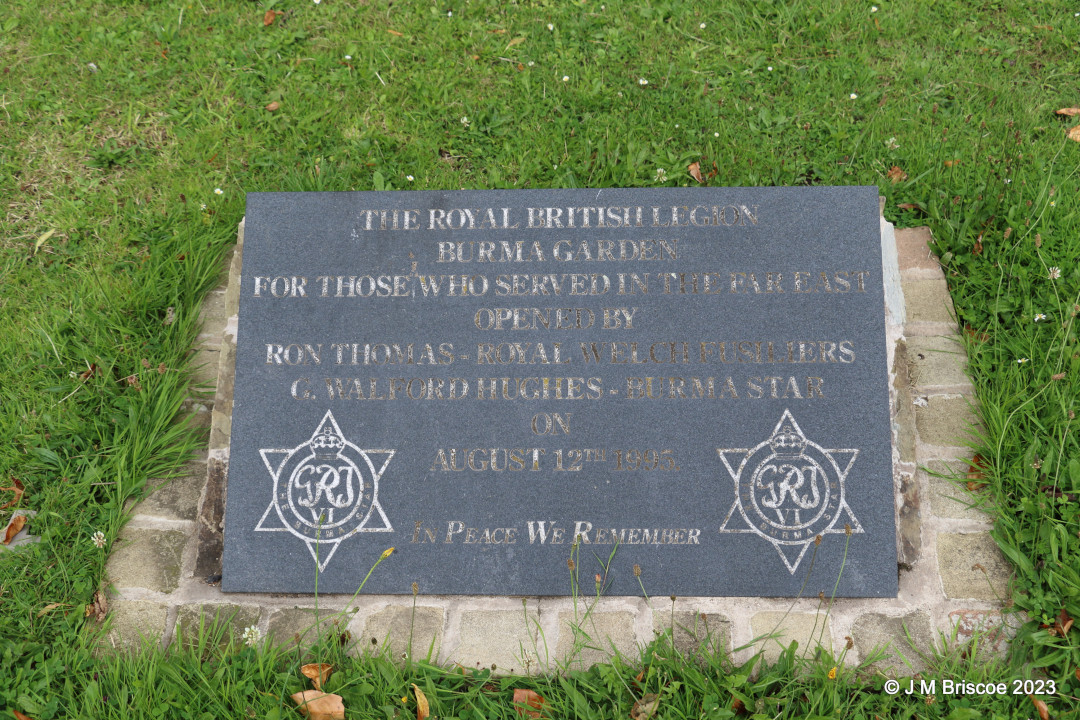 THE ROYAL BRITISH LEGION
BURMA GARDEN
FOR THOSE WHO SERVED IN THE FAR EAST
OPENED BY
RON THOMAS - ROYAL WELCH FUSILIERS
C. WALFORD HUGHES - BURMA STAR
ON
AUGUST 12TH 1995.
GRI
VI
GRI
VI
IN PEACE WE REMEMBER
© J M Briscoe 2023